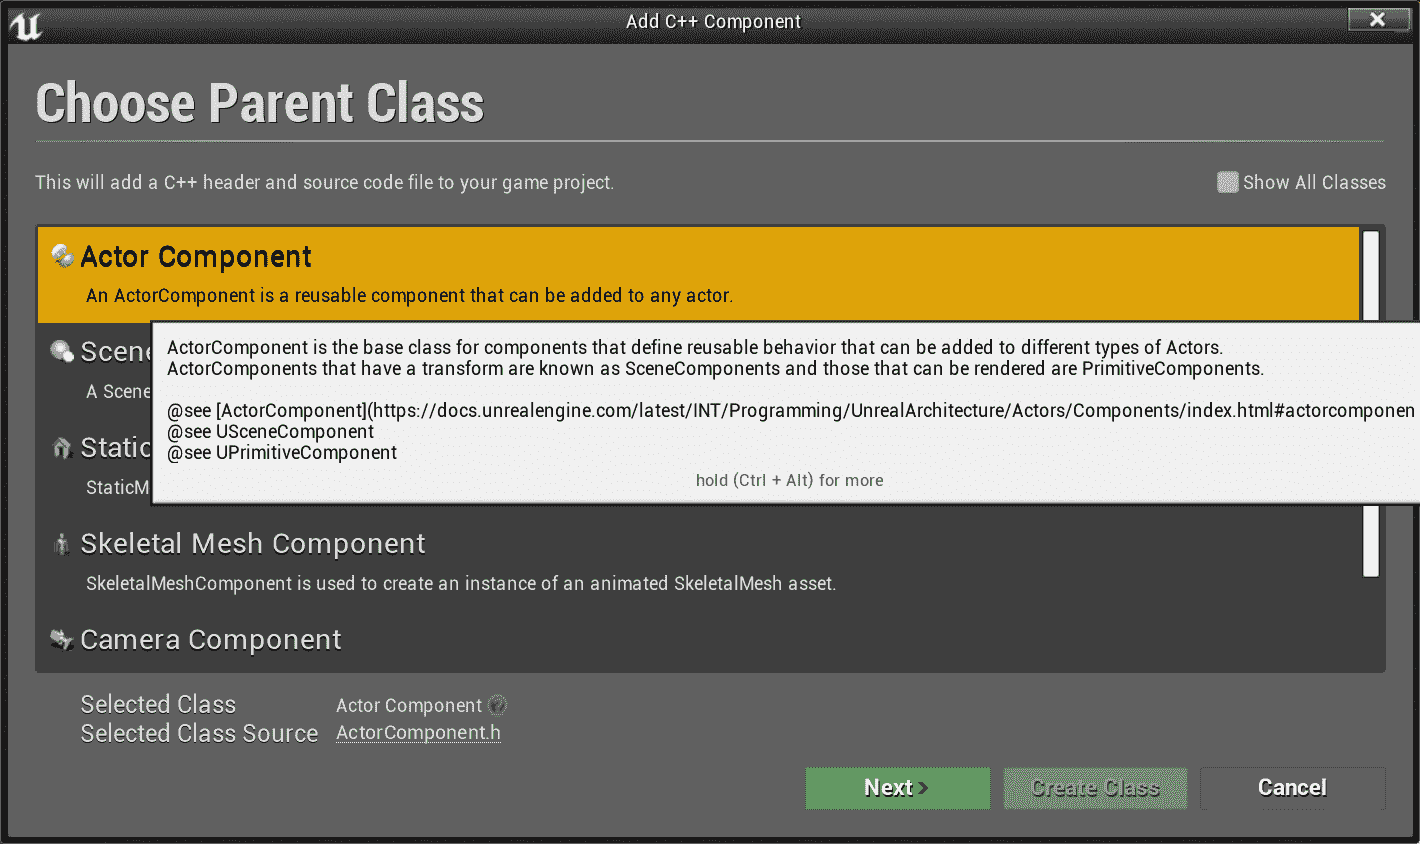 Add C++ Component
Choose Parent Class
This will add a C++ header and source code file to your game project.
Show All Classes
Actor Component
An ActorComponent is a reusable component that can be added to any actor.
Scene
A Scene
ActorComponent is the base class for components that define reusable behavior that can be added to different types of Actors.
ActorComponents that have a transform are known as SceneComponents and those that can be rendered are PrimitiveComponents.
@see [ActorComponent](https://docs.unrealengine.com/latest/INT/Programming/UnrealArchitecture/Actors/Components/index.html#actorcomponen
@see USceneComponent
@see UPrimitiveComponent
hold (Ctrl + Alt) for more
Static
StaticM
Skeletal Mesh Component
SkeletalMeshComponent is used to create an instance of an animated SkeletalMesh asset.
Camera Component
Selected Class Actor Component
Selected Class Source ActorComponent.h
Next
Create Class
Cancel